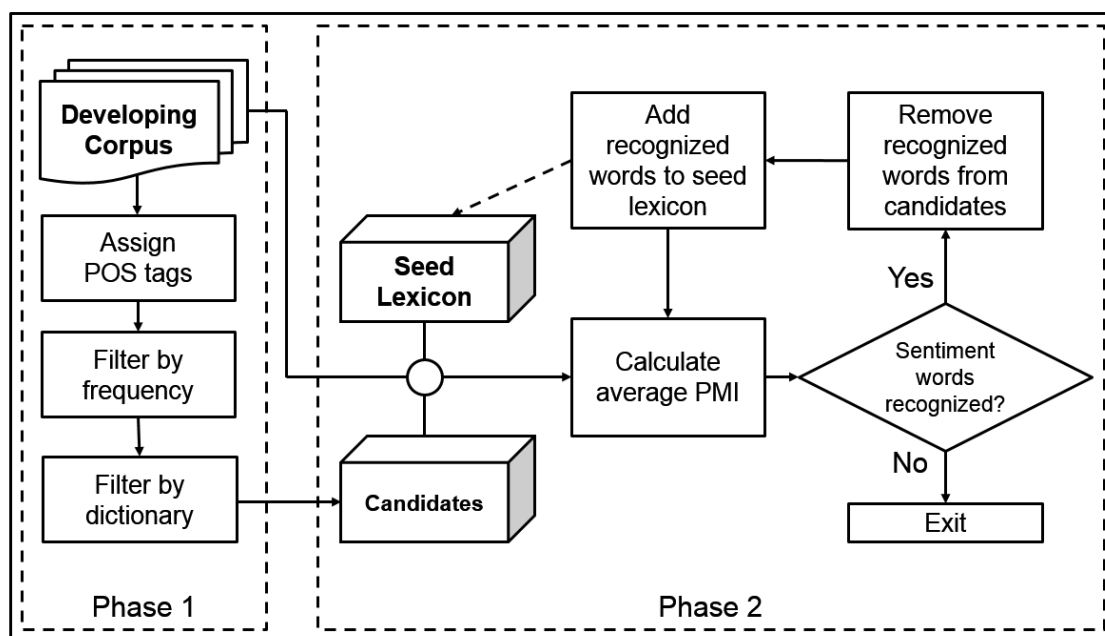 Developing
Corpus
Assign
POS tags
Filter by
frequency
Filter by
dictionary
Phase 1
Seed
Lexicon
Candidates
Add
recognized
words to seed
lexicon
Remove
recognized
words from
candidates
Calculate
average PMI
Yes
Sentiment
words
recognized?
No
Exit
Phase 2